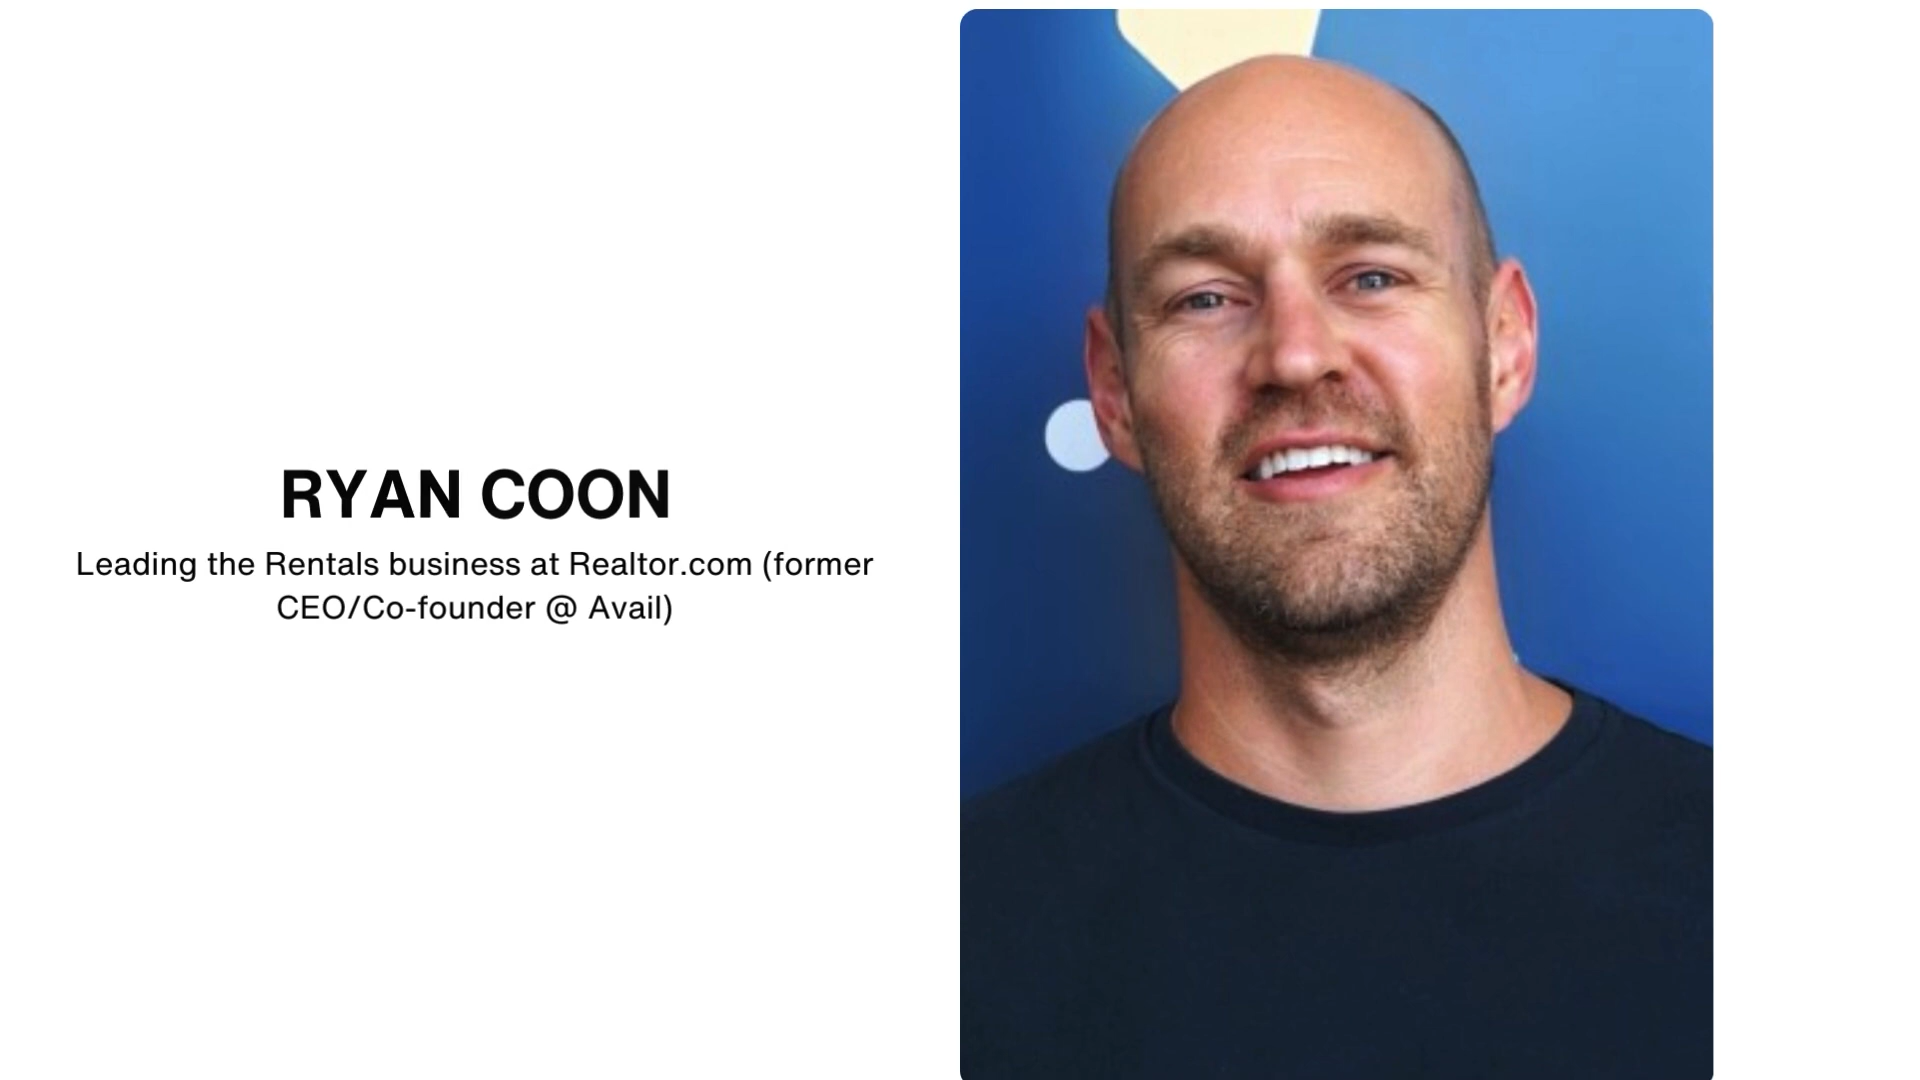 RYAN COON
Leading the Rentals business at Realtor.com (former
CEO/Co-founder @ Avail)